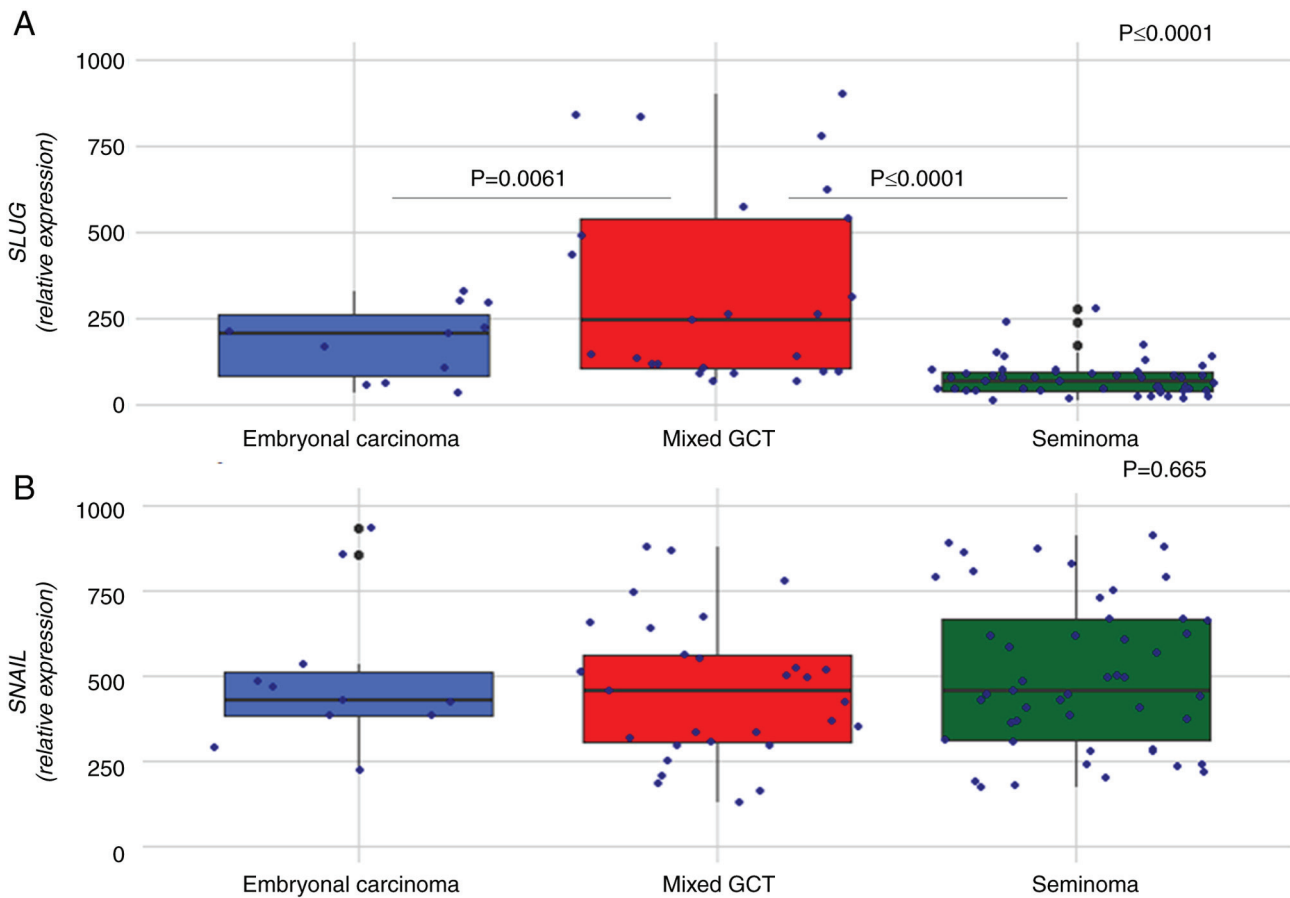 A
P≤0.0001
1000
750
P=0.0061
P≤0.0001
500
250
0
SLUG
(relative expression)
Embryonal carcinoma
Mixed GCT
Seminoma
B
P=0.665
1000
750
500
250
0
SNAIL
(relative expression)
Embryonal carcinoma
Mixed GCT
Seminoma